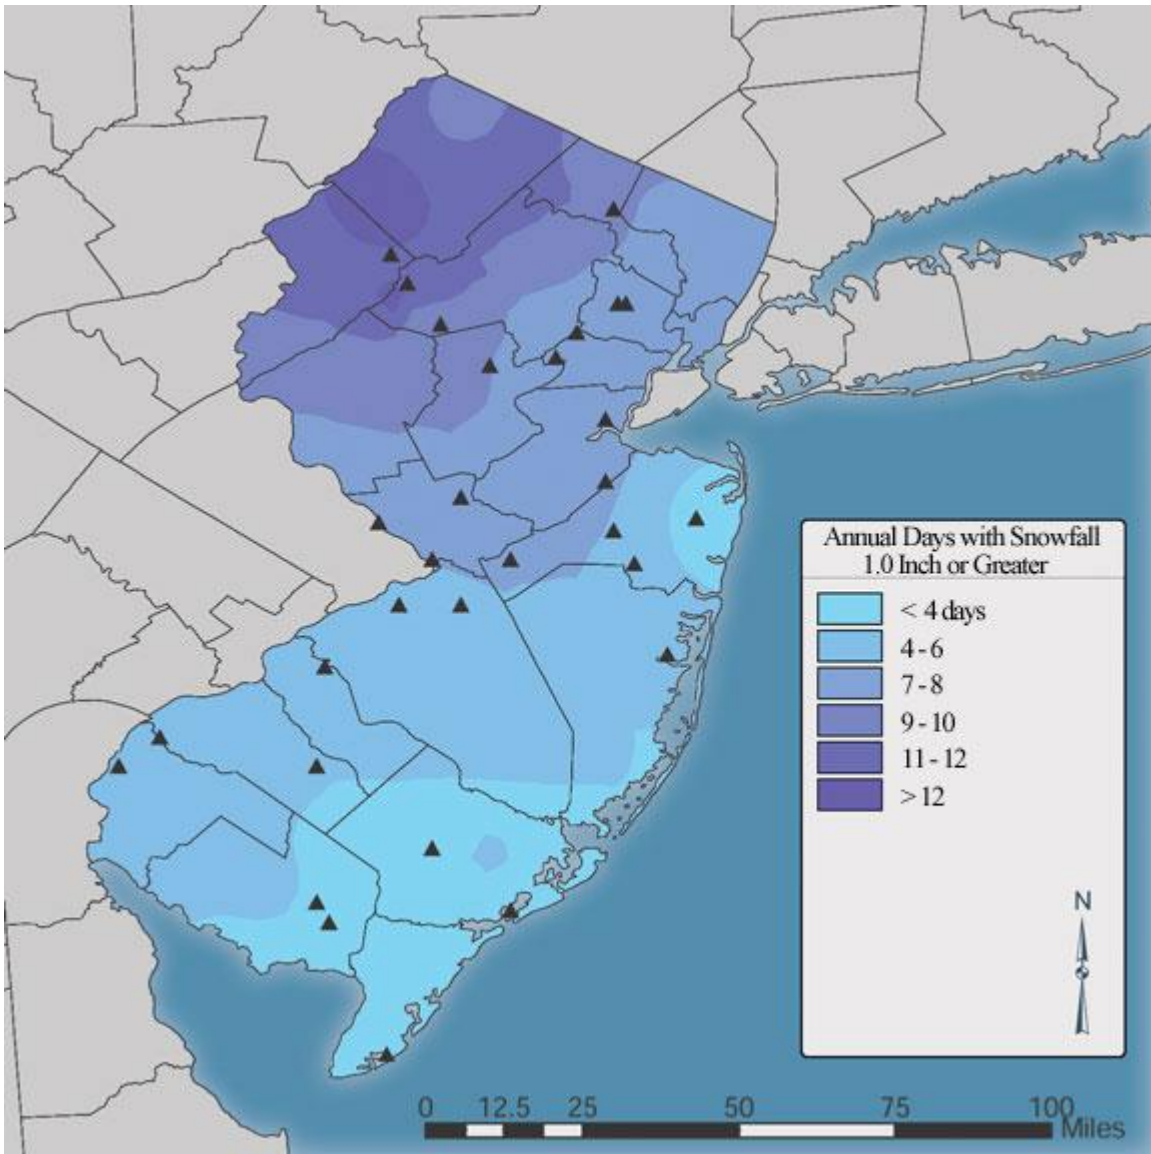 Annual Days with Snowfall
1.0 Inch or Greater
< 4 days
4 - 6
7 - 8
9 - 10
11 - 12
> 12
N
0 12.5 25 50 75 100
Miles